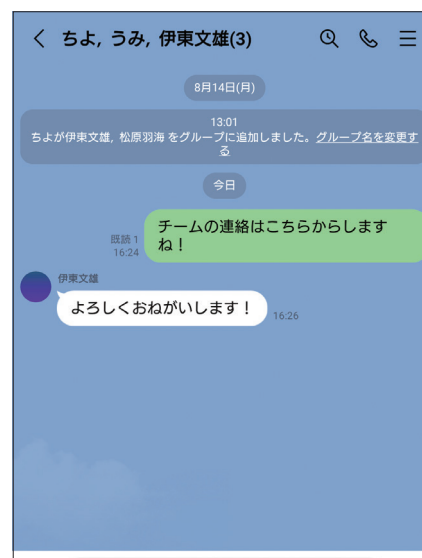 ちよ, うみ, 伊東文雄(3)
8月14日(月)
13:01
ちよが伊東文雄, 松原羽海 をグループに追加しました。グループ名を変更す
る
今日
チームの連絡はこちらからします
ね！
既読 1
16:24
伊東文雄
よろしくおねがいします！
16:26